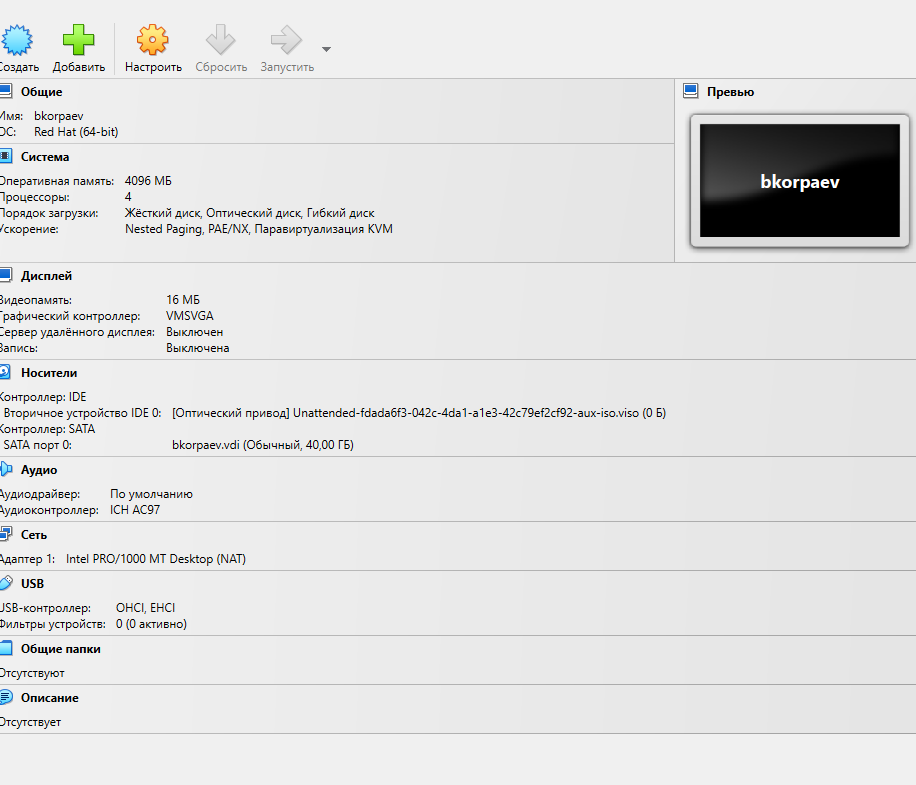 Создать Добавить Настроить Сбросить Запустить
Общие
Имя: bkorpaev
ОС: Red Hat (64-bit)
Система
Оперативная память: 4096 МБ
Процессоры: 4
Порядок загрузки: Жёсткий диск, Оптический диск, Гибкий диск
Ускорение: Nested Paging, PAE/NX, Паравиртуализация KVM
Превью
bkorpaev
Дисплей
Видеопамять: 16 МБ
Графический контроллер: VMSVGA
Сервер удалённого дисплея: Выключен
Запись: Выключена
Носители
Контроллер: IDE
Вторичное устройство IDE 0: [Оптический привод] Unattended-fdada6f3-042c-4da1-a1e3-42c79ef2cf92-aux-iso.viso (0 Б)
Контроллер: SATA
SATA порт 0: bkorpaev.vdi (Обычный, 40,00 ГБ)
Аудио
Аудиодрайвер: По умолчанию
Аудиоконтроллер: ICH AC97
Сеть
Адаптер 1: Intel PRO/1000 MT Desktop (NAT)
USB
USB-контроллер: OHCI, EHCI
Фильтры устройств: 0 (0 активно)
Общие папки
Отсутствуют
Описание
Отсутствует